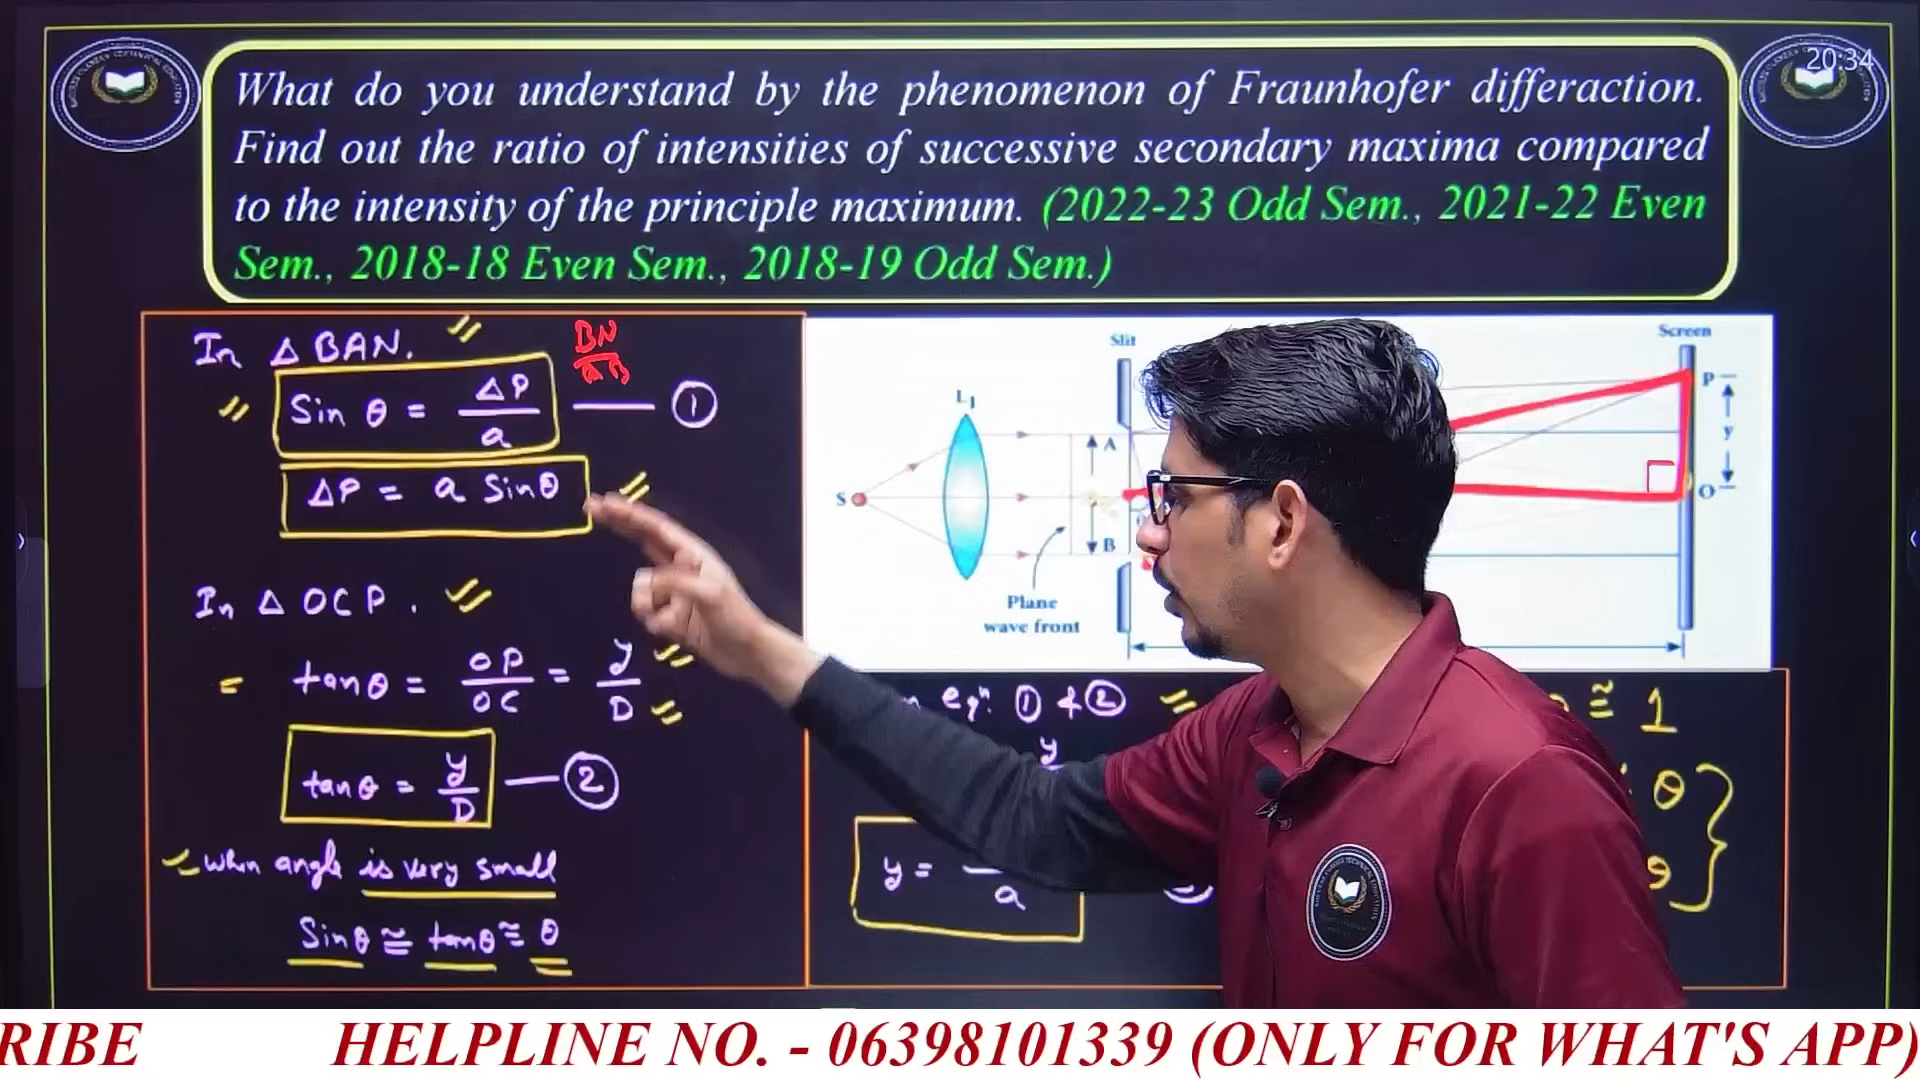 20:34
What do you understand by the phenomenon of Fraunhofer differaction.
Find out the ratio of intensities of successive secondary maxima compared
to the intensity of the principle maximum. (2022-23 Odd Sem., 2021-22 Even
Sem., 2018-18 Even Sem., 2018-19 Odd Sem.)
In Δ BAN.
BN
Sin θ = ΔP/a —— ①
ΔP = a Sinθ
In Δ OCP.
tanθ = OP/OC = y/D
tanθ = y/D — ②
when angle is very small
Sinθ ≅ tanθ ≅ θ
Slit
Screen
L1
P
A
y
S
O
B
Plane
wave front
eqⁿ. ① & ②
≅ 1
y
θ
y =
a
θ
RIBE HELPLINE NO. - 06398101339 (ONLY FOR WHAT'S APP)